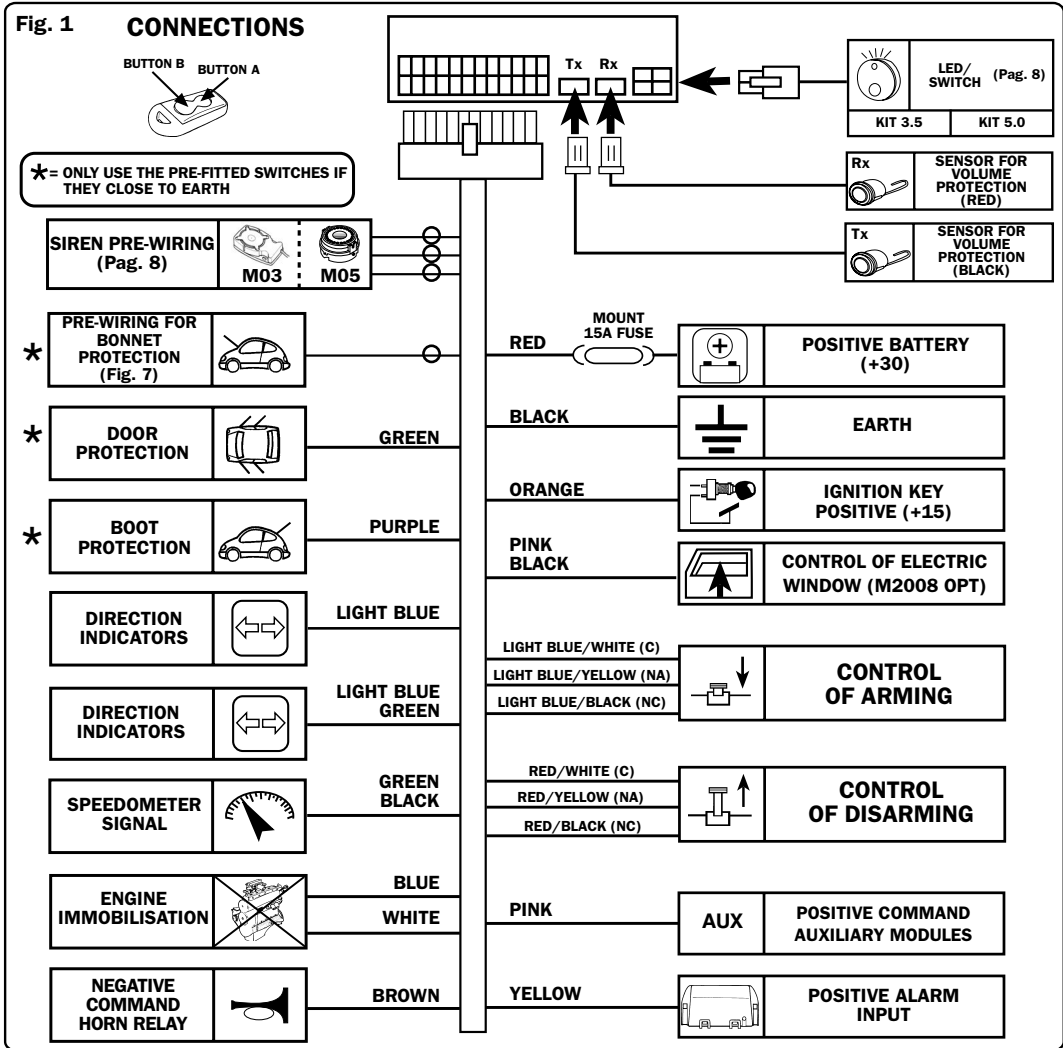 Fig. 1
CONNECTIONS
BUTTON B
BUTTON A
Tx Rx
LED/
SWITCH
(Pag. 8)
KIT 3.5
KIT 5.0
Rx
SENSOR FOR
VOLUME
PROTECTION
(RED)
Tx
SENSOR FOR
VOLUME
PROTECTION
(BLACK)
*= ONLY USE THE PRE-FITTED SWITCHES IF
THEY CLOSE TO EARTH
SIREN PRE-WIRING
(Pag. 8)
M03
M05
*
PRE-WIRING FOR
BONNET
PROTECTION
(Fig. 7)
*
DOOR
PROTECTION
GREEN
*
BOOT
PROTECTION
PURPLE
DIRECTION
INDICATORS
LIGHT BLUE
DIRECTION
INDICATORS
LIGHT BLUE
GREEN
SPEEDOMETER
SIGNAL
GREEN
BLACK
ENGINE
IMMOBILISATION
BLUE
WHITE
NEGATIVE
COMMAND
HORN RELAY
BROWN
RED
MOUNT
15A FUSE
+
POSITIVE BATTERY
(+30)
BLACK
EARTH
ORANGE
IGNITION KEY
POSITIVE (+15)
PINK
BLACK
CONTROL OF ELECTRIC
WINDOW (M2008 OPT)
LIGHT BLUE/WHITE (C)
LIGHT BLUE/YELLOW (NA)
LIGHT BLUE/BLACK (NC)
CONTROL
OF ARMING
RED/WHITE (C)
RED/YELLOW (NA)
RED/BLACK (NC)
CONTROL
OF DISARMING
PINK
AUX
POSITIVE COMMAND
AUXILIARY MODULES
YELLOW
POSITIVE ALARM
INPUT